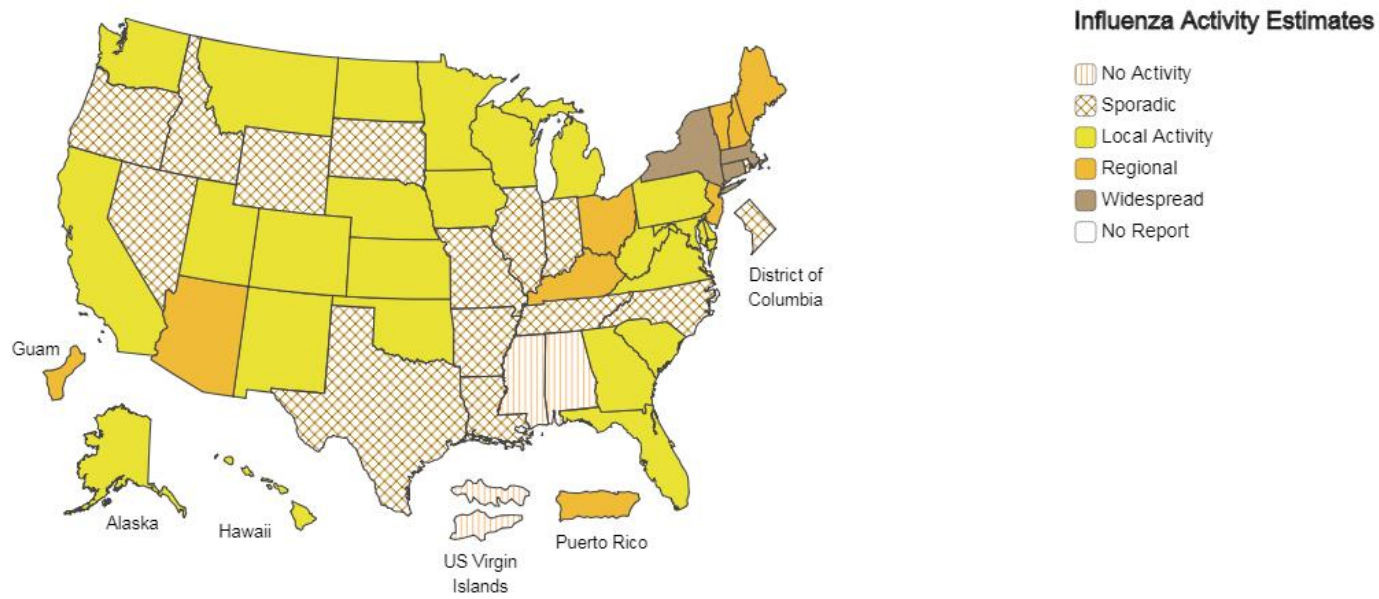 Influenza Activity Estimates
No Activity
Sporadic
Local Activity
Regional
Widespread
No Report
District of
Columbia
Guam
Alaska
Hawaii
US Virgin
Islands
Puerto Rico